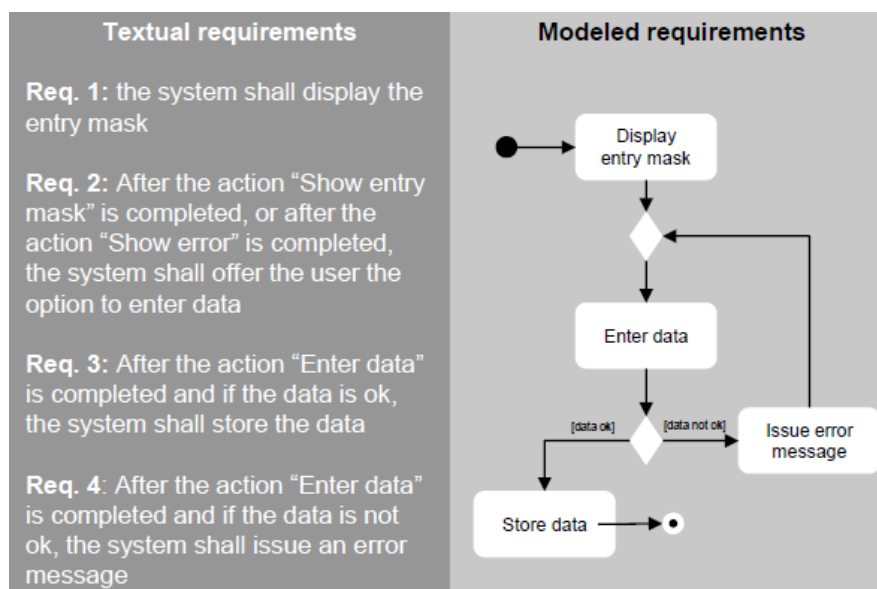 Textual requirements
Req. 1: the system shall display the
entry mask
Req. 2: After the action “Show entry
mask” is completed, or after the
action “Show error” is completed,
the system shall offer the user the
option to enter data
Req. 3: After the action “Enter data”
is completed and if the data is ok,
the system shall store the data
Req. 4: After the action “Enter data”
is completed and if the data is not
ok, the system shall issue an error
message
Modeled requirements
Display
entry mask
Enter data
[data ok]
[data not ok]
Issue error
message
Store data